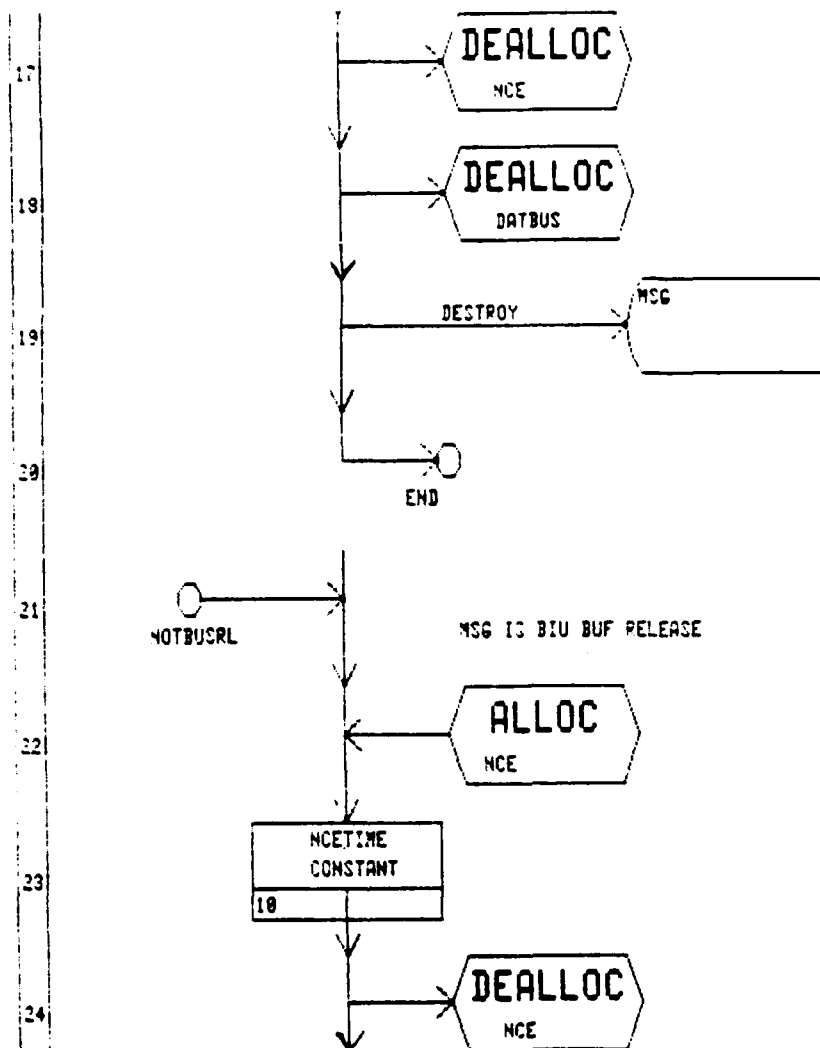 17
DEALLOC
NCE
18
DEALLOC
DATBUS
19
DESTROY
MSG
20
END
21
NOTBUSRL
MSG IS BIU BUF RELEASE
22
ALLOC
NCE
23
NCETIME
CONSTANT
10
24
DEALLOC
NCE